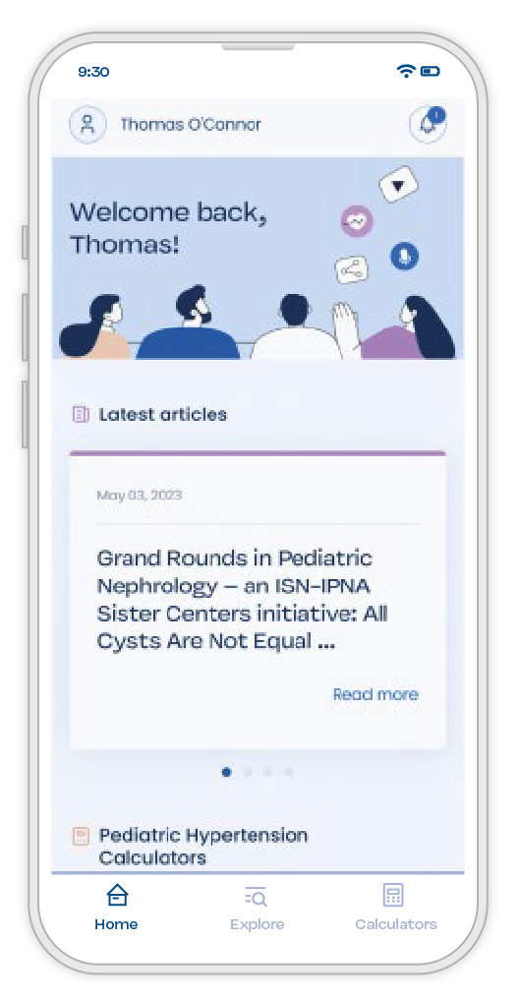 9:30
Thomas O'Connor
Welcome back,
Thomas!
Latest articles
May 03, 2023
Grand Rounds in Pediatric
Nephrology – an ISN-IPNA
Sister Centers initiative: All
Cysts Are Not Equal ...
Read more
Pediatric Hypertension
Calculators
Home
Explore
Calculators